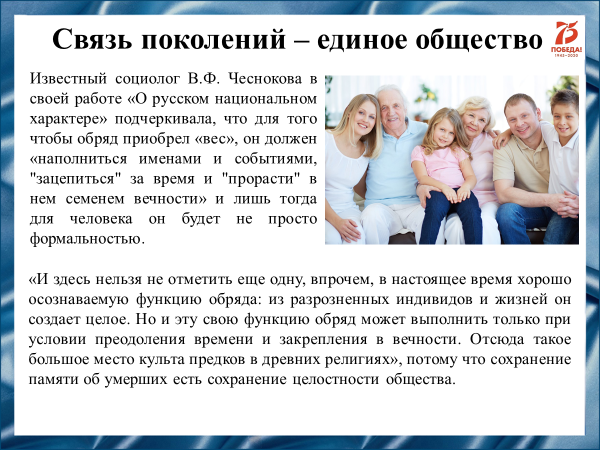 Связь поколений – единое общество
75
ПОБЕДА!
1945–2020
Известный социолог В.Ф. Чеснокова в
своей работе «О русском национальном
характере» подчеркивала, что для того
чтобы обряд приобрел «вес», он должен
«наполниться именами и событиями,
"зацепиться" за время и "прорасти" в
нем семенем вечности» и лишь тогда
для человека он будет не просто
формальностью.
«И здесь нельзя не отметить еще одну, впрочем, в настоящее время хорошо
осознаваемую функцию обряда: из разрозненных индивидов и жизней он
создает целое. Но и эту свою функцию обряд может выполнить только при
условии преодоления времени и закрепления в вечности. Отсюда такое
большое место культа предков в древних религиях», потому что сохранение
памяти об умерших есть сохранение целостности общества.